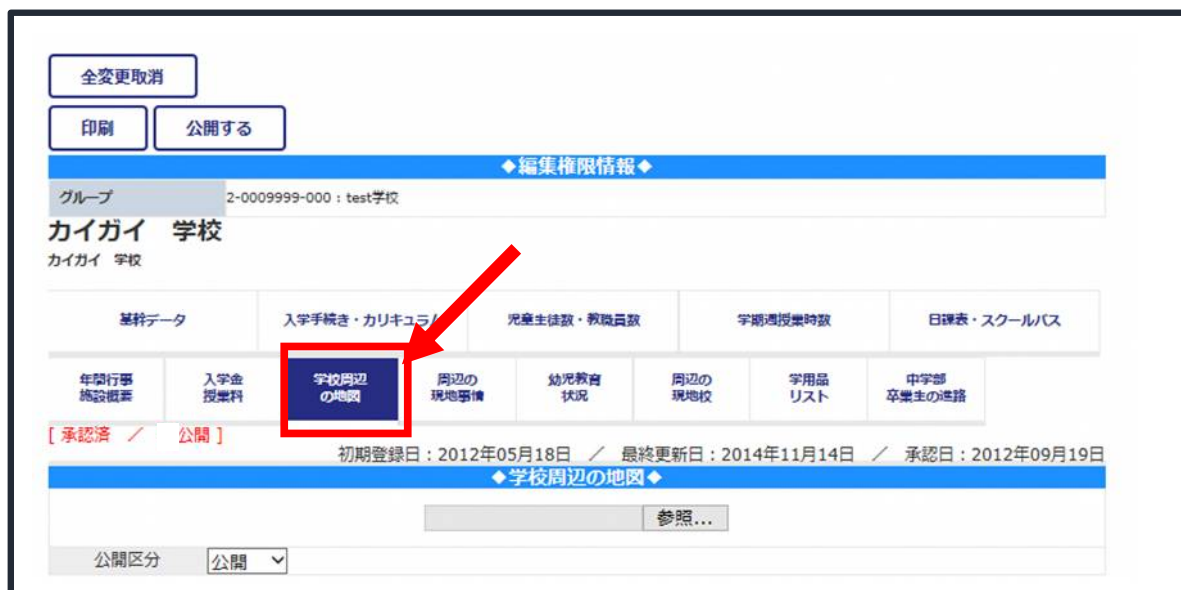 全変更取消
印刷 公開する
◆編集権限情報◆
グループ 2-0009999-000：test学校
カイガイ 学校
カイガイ 学校
基幹データ 入学手続き・カリキュラム 児童生徒数・教職員数 学期週授業時数 日課表・スクールバス
年間行事 施設概要 入学金 授業料 学校周辺の地図 周辺の現地事情 幼児教育状況 周辺の現地校 学用品リスト 中学部卒業生の進路
[ 承認済 ／ 公開 ]
初期登録日：2012年05月18日 ／ 最終更新日：2014年11月14日 ／ 承認日：2012年09月19日
◆学校周辺の地図◆
参照...
公開区分 公開